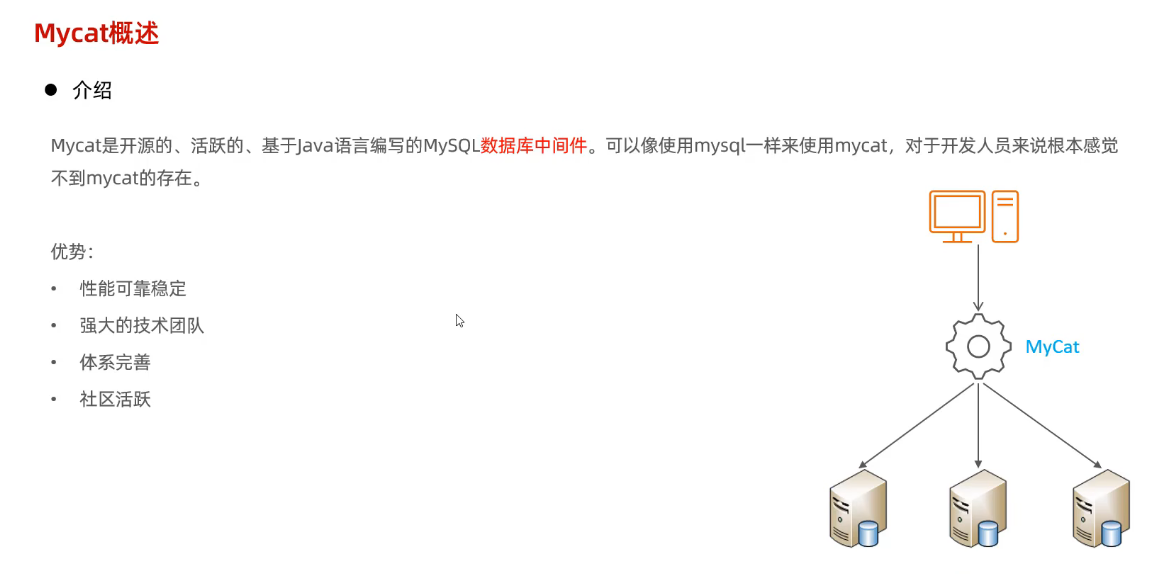 Mycat概述
● 介绍
Mycat是开源的、活跃的、基于Java语言编写的MySQL数据库中间件。可以像使用mysql一样来使用mycat，对于开发人员来说根本感觉
不到mycat的存在。
优势：
• 性能可靠稳定
• 强大的技术团队
• 体系完善
• 社区活跃
MyCat